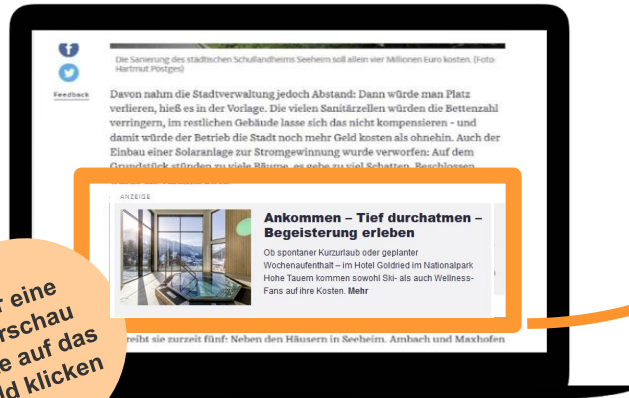 Feedback
Die Sanierung des städtischen Schullandheims Seeheim soll allein vier Millionen Euro kosten. (Foto:
Hartmut Pöstges)
Davon nahm die Stadtverwaltung jedoch Abstand: Dann würde man Platz
verlieren, hieß es in der Vorlage. Die vielen Sanitärzellen würden die Bettenzahl
verringern, im restlichen Gebäude lasse sich das nicht kompensieren – und
damit würde der Betrieb die Stadt noch mehr Geld kosten als ohnehin. Auch der
Einbau einer Solaranlage zur Stromgewinnung wurde verworfen: Auf dem
Grundstück stünden zu viele Bäume, es gebe zu viel Schatten. Beschlossen
ANZEIGE
Ankommen – Tief durchatmen –
Begeisterung erleben
Ob spontaner Kurzurlaub oder geplanter
Wochenaufenthalt – im Hotel Goldried im Nationalpark
Hohe Tauern kommen sowohl Ski- als auch Wellness-
Fans auf ihre Kosten. Mehr
sie zurzeit fünf: Neben den Häusern in Seeheim, Ambach und Maxhofen
eine
auf das
klicken